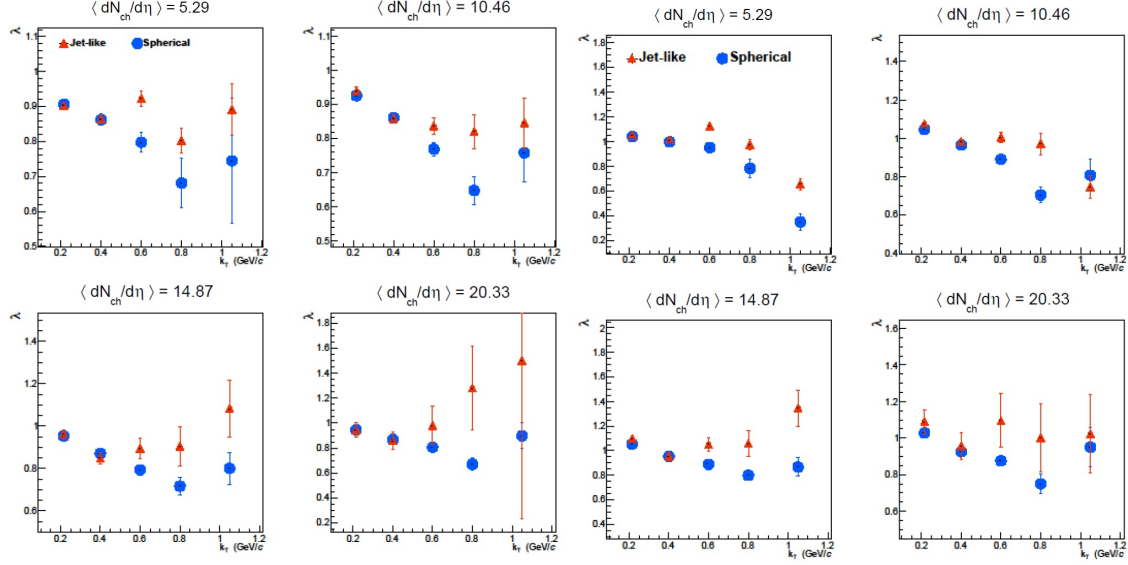 ⟨ dN_ch/dη ⟩ = 5.29
λ
1.1
1
0.9
0.8
0.7
0.6
0.5
Jet-like
Spherical
0.2 0.4 0.6 0.8 1 1.2
k_T (GeV/c
⟨ dN_ch/dη ⟩ = 10.46
λ
1.1
1
0.9
0.8
0.7
0.6
0.5
0.2 0.4 0.6 0.8 1 1.2
k_T (GeV/c
⟨ dN_ch/dη ⟩ = 5.29
λ
1.8
1.6
1.4
1.2
1
0.8
0.6
0.4
0.2
Jet-like
Spherical
0.2 0.4 0.6 0.8 1 1.2
k_T (GeV/c
⟨ dN_ch/dη ⟩ = 10.46
λ
1.6
1.4
1.2
1
0.8
0.6
0.4
0.2 0.4 0.6 0.8 1 1.2
k_T (GeV/c
⟨ dN_ch/dη ⟩ = 14.87
λ
1.4
1.2
1
0.8
0.6
0.2 0.4 0.6 0.8 1 1.2
k_T (GeV/c
⟨ dN_ch/dη ⟩ = 20.33
λ
1.8
1.6
1.4
1.2
1
0.8
0.6
0.4
0.2
0.2 0.4 0.6 0.8 1 1.2
k_T (GeV/c
⟨ dN_ch/dη ⟩ = 14.87
λ
2
1.8
1.6
1.4
1.2
1
0.8
0.6
0.4
0.2 0.4 0.6 0.8 1 1.2
k_T (GeV/c
⟨ dN_ch/dη ⟩ = 20.33
λ
1.6
1.4
1.2
1
0.8
0.6
0.2 0.4 0.6 0.8 1 1.2
k_T (GeV/c